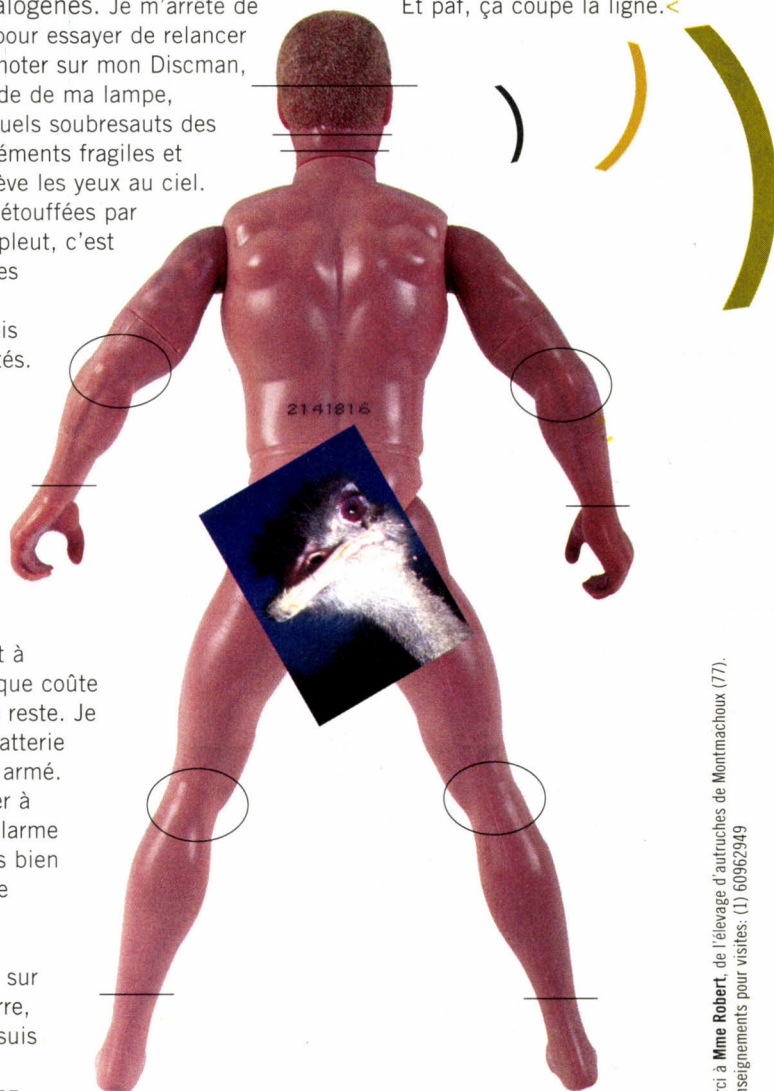 alogènes. Je m'arrête de
pour essayer de relancer
noter sur mon Discman,
de de ma lampe,
uels soubresauts des
éments fragiles et
ève les yeux au ciel.
étouffées par
pleut, c'est
es
is
tés.
t à
que coûte
reste. Je
atterie
armé.
er à
larme
s bien
e
sur
rre,
suis
Et paf, ça coupe la ligne.<
2141816
rci à Mme Robert, de l'élevage d'autruches de Montmachoux (77).
nseignements pour visites: (1) 60962949